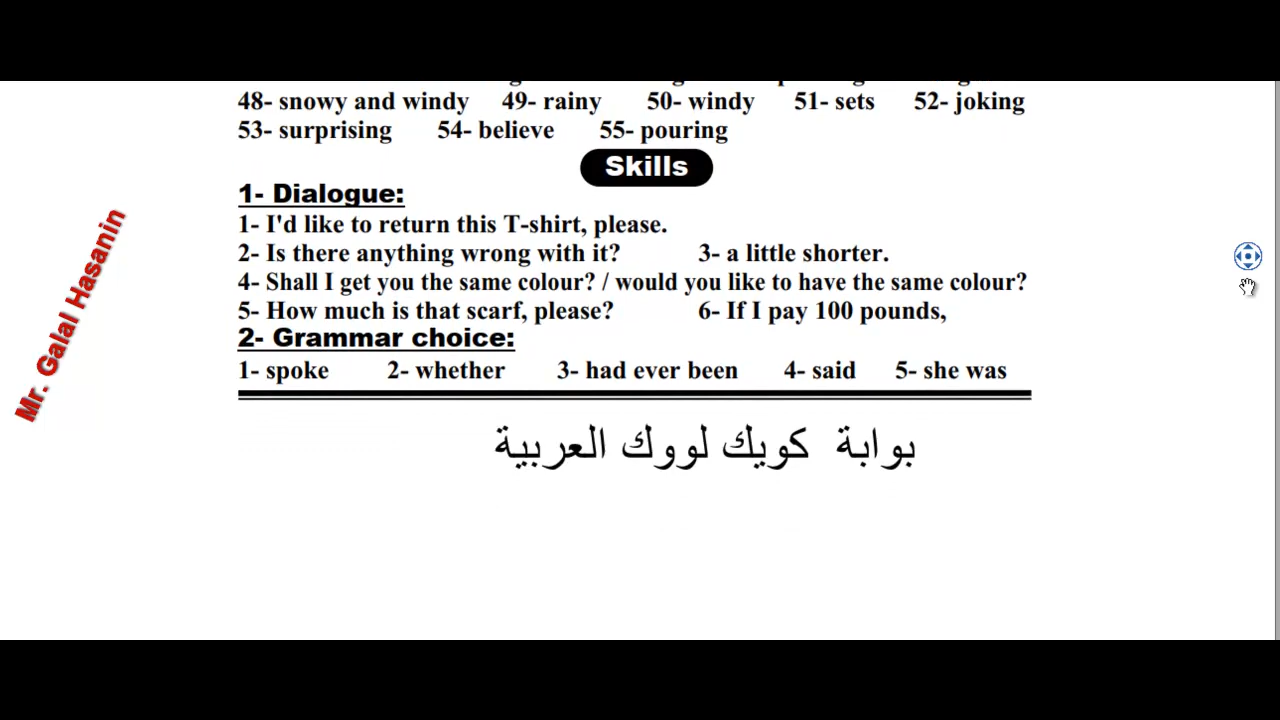 48- snowy and windy 49- rainy 50- windy 51- sets 52- joking
53- surprising 54- believe 55- pouring
Skills
1- Dialogue:
1- I'd like to return this T-shirt, please.
2- Is there anything wrong with it? 3- a little shorter.
4- Shall I get you the same colour? / would you like to have the same colour?
5- How much is that scarf, please? 6- If I pay 100 pounds,
2- Grammar choice:
1- spoke 2- whether 3- had ever been 4- said 5- she was
بوابة كويك لووك العربية
Mr. Galal Hasanin